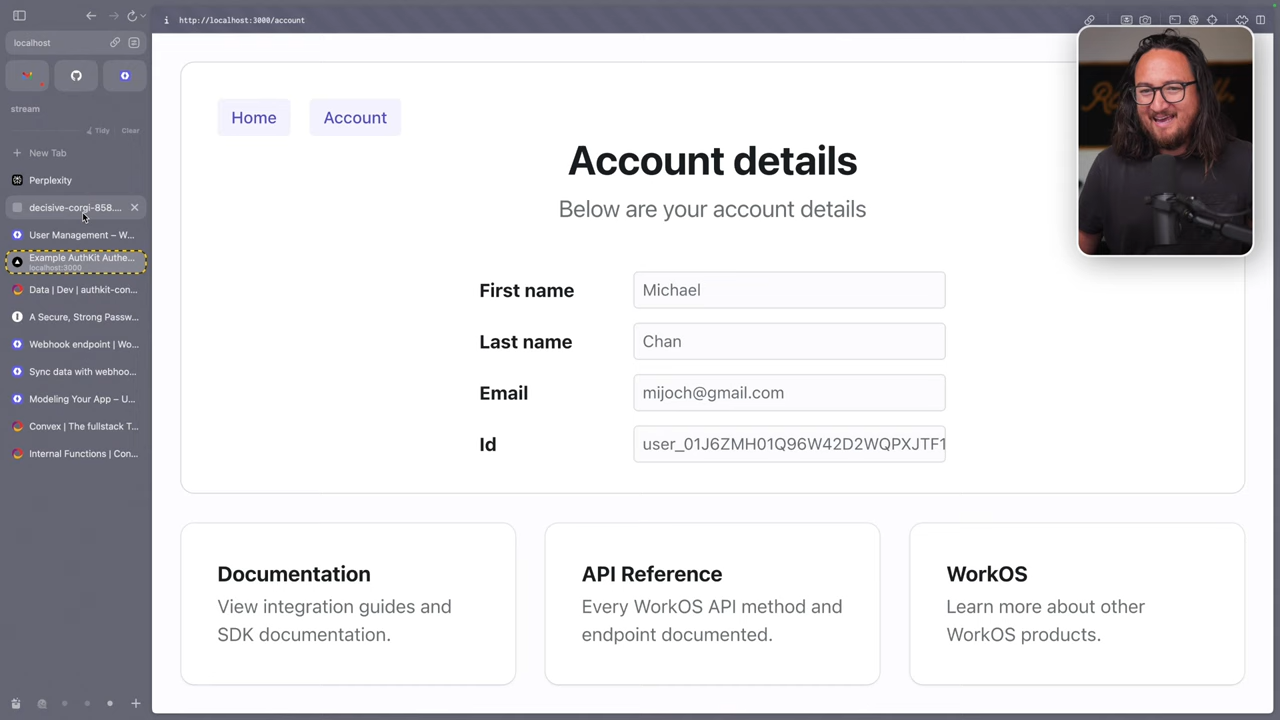 http://localhost:3000/account
localhost
stream
Tidy
Clear
New Tab
Perplexity
decisive-corgi-858....
User Management – W...
Example AuthKit Authe...
localhost:3000
Data | Dev | authkit-con...
A Secure, Strong Passw...
Webhook endpoint | Wo...
Sync data with webhoo...
Modeling Your App – U...
Convex | The fullstack T...
Internal Functions | Con...
Home
Account
Account details
Below are your account details
First name
Michael
Last name
Chan
Email
mijoch@gmail.com
Id
user_01J6ZMH01Q96W42D2WQPXJTF1
Documentation
View integration guides and
SDK documentation.
API Reference
Every WorkOS API method and
endpoint documented.
WorkOS
Learn more about other
WorkOS products.